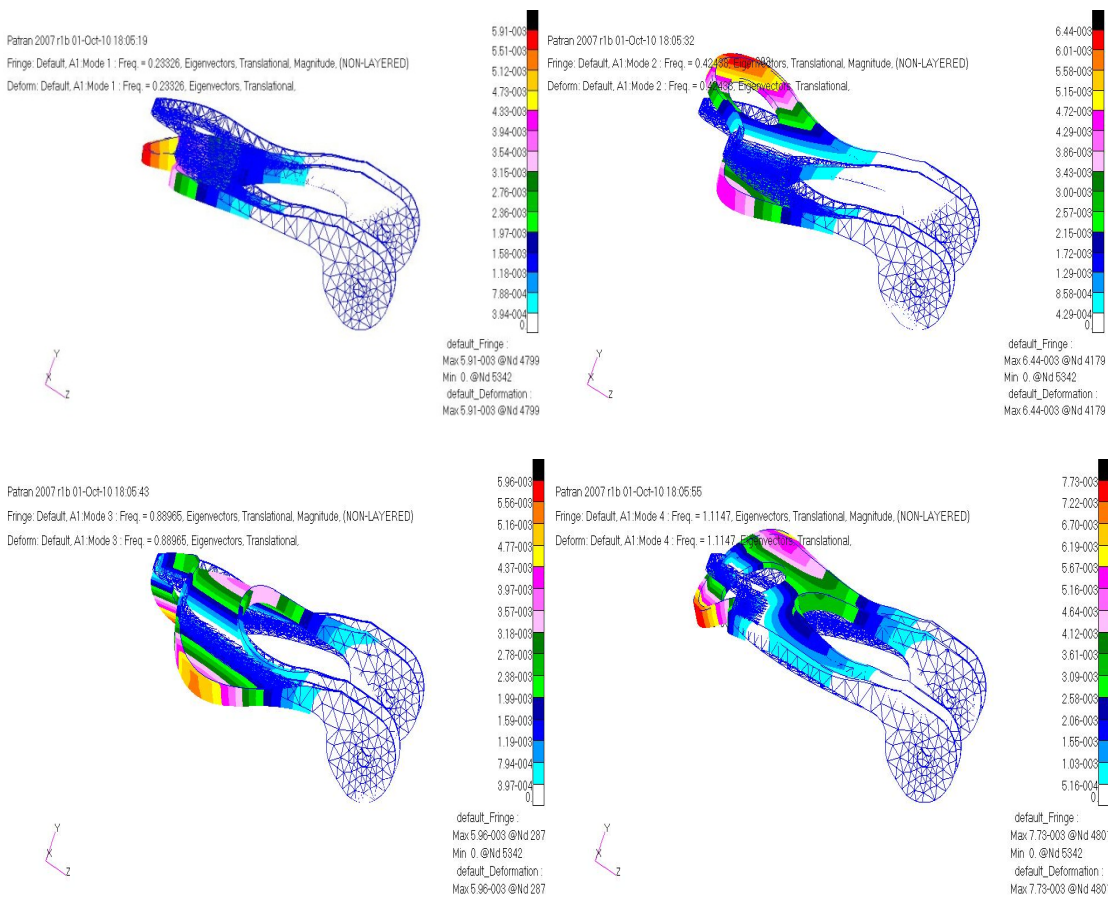 Patran 2007 r1b 01-Oct-10 18:05:19
Fringe: Default, A1:Mode 1 : Freq. = 0.23326, Eigenvectors, Translational, Magnitude, (NON-LAYERED)
Deform: Default, A1:Mode 1 : Freq. = 0.23326, Eigenvectors, Translational,
5.91-003
5.51-003
5.12-003
4.73-003
4.33-003
3.94-003
3.54-003
3.15-003
2.76-003
2.36-003
1.97-003
1.58-003
1.18-003
7.88-004
3.94-004
0
default_Fringe :
Max 5.91-003 @Nd 4799
Min 0. @Nd 5342
default_Deformation :
Max 5.91-003 @Nd 4799
Y
X
Z
Patran 2007 r1b 01-Oct-10 18:05:32
Fringe: Default, A1:Mode 2 : Freq. = 0.42438, Eigenvectors, Translational, Magnitude, (NON-LAYERED)
Deform: Default, A1:Mode 2 : Freq. = 0.42438, Eigenvectors, Translational,
6.44-003
6.01-003
5.58-003
5.15-003
4.72-003
4.29-003
3.86-003
3.43-003
3.00-003
2.57-003
2.15-003
1.72-003
1.29-003
8.58-004
4.29-004
0
default_Fringe :
Max 6.44-003 @Nd 4179
Min 0. @Nd 5342
default_Deformation :
Max 6.44-003 @Nd 4179
Y
X
Z
Patran 2007 r1b 01-Oct-10 18:05:43
Fringe: Default, A1:Mode 3 : Freq. = 0.88965, Eigenvectors, Translational, Magnitude, (NON-LAYERED)
Deform: Default, A1:Mode 3 : Freq. = 0.88965, Eigenvectors, Translational,
5.96-003
5.56-003
5.16-003
4.77-003
4.37-003
3.97-003
3.57-003
3.18-003
2.78-003
2.38-003
1.99-003
1.59-003
1.19-003
7.94-004
3.97-004
0.
default_Fringe :
Max 5.96-003 @Nd 287
Min 0. @Nd 5342
default_Deformation :
Max 5.96-003 @Nd 287
Y
X
Z
Patran 2007 r1b 01-Oct-10 18:05:55
Fringe: Default, A1:Mode 4 : Freq. = 1.1147, Eigenvectors, Translational, Magnitude, (NON-LAYERED)
Deform: Default, A1:Mode 4 : Freq. = 1.1147, Eigenvectors, Translational,
7.73-003
7.22-003
6.70-003
6.19-003
5.67-003
5.16-003
4.64-003
4.12-003
3.61-003
3.09-003
2.58-003
2.06-003
1.55-003
1.03-003
5.16-004
0.
default_Fringe :
Max 7.73-003 @Nd 480
Min 0. @Nd 5342
default_Deformation :
Max 7.73-003 @Nd 480
Y
X
Z